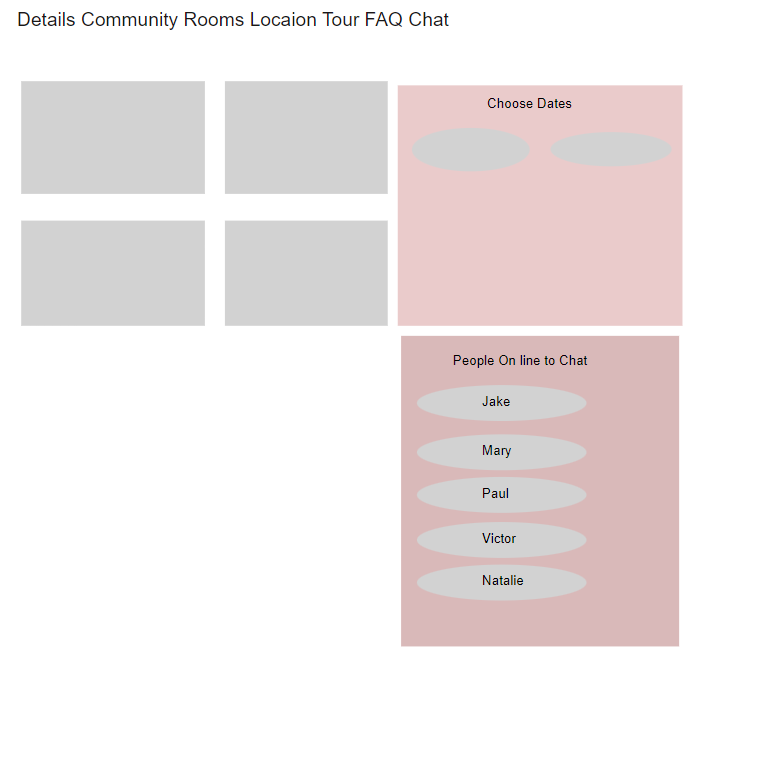 Details Community Rooms Locaion Tour FAQ Chat
Choose Dates
People On line to Chat
Jake
Mary
Paul
Victor
Natalie